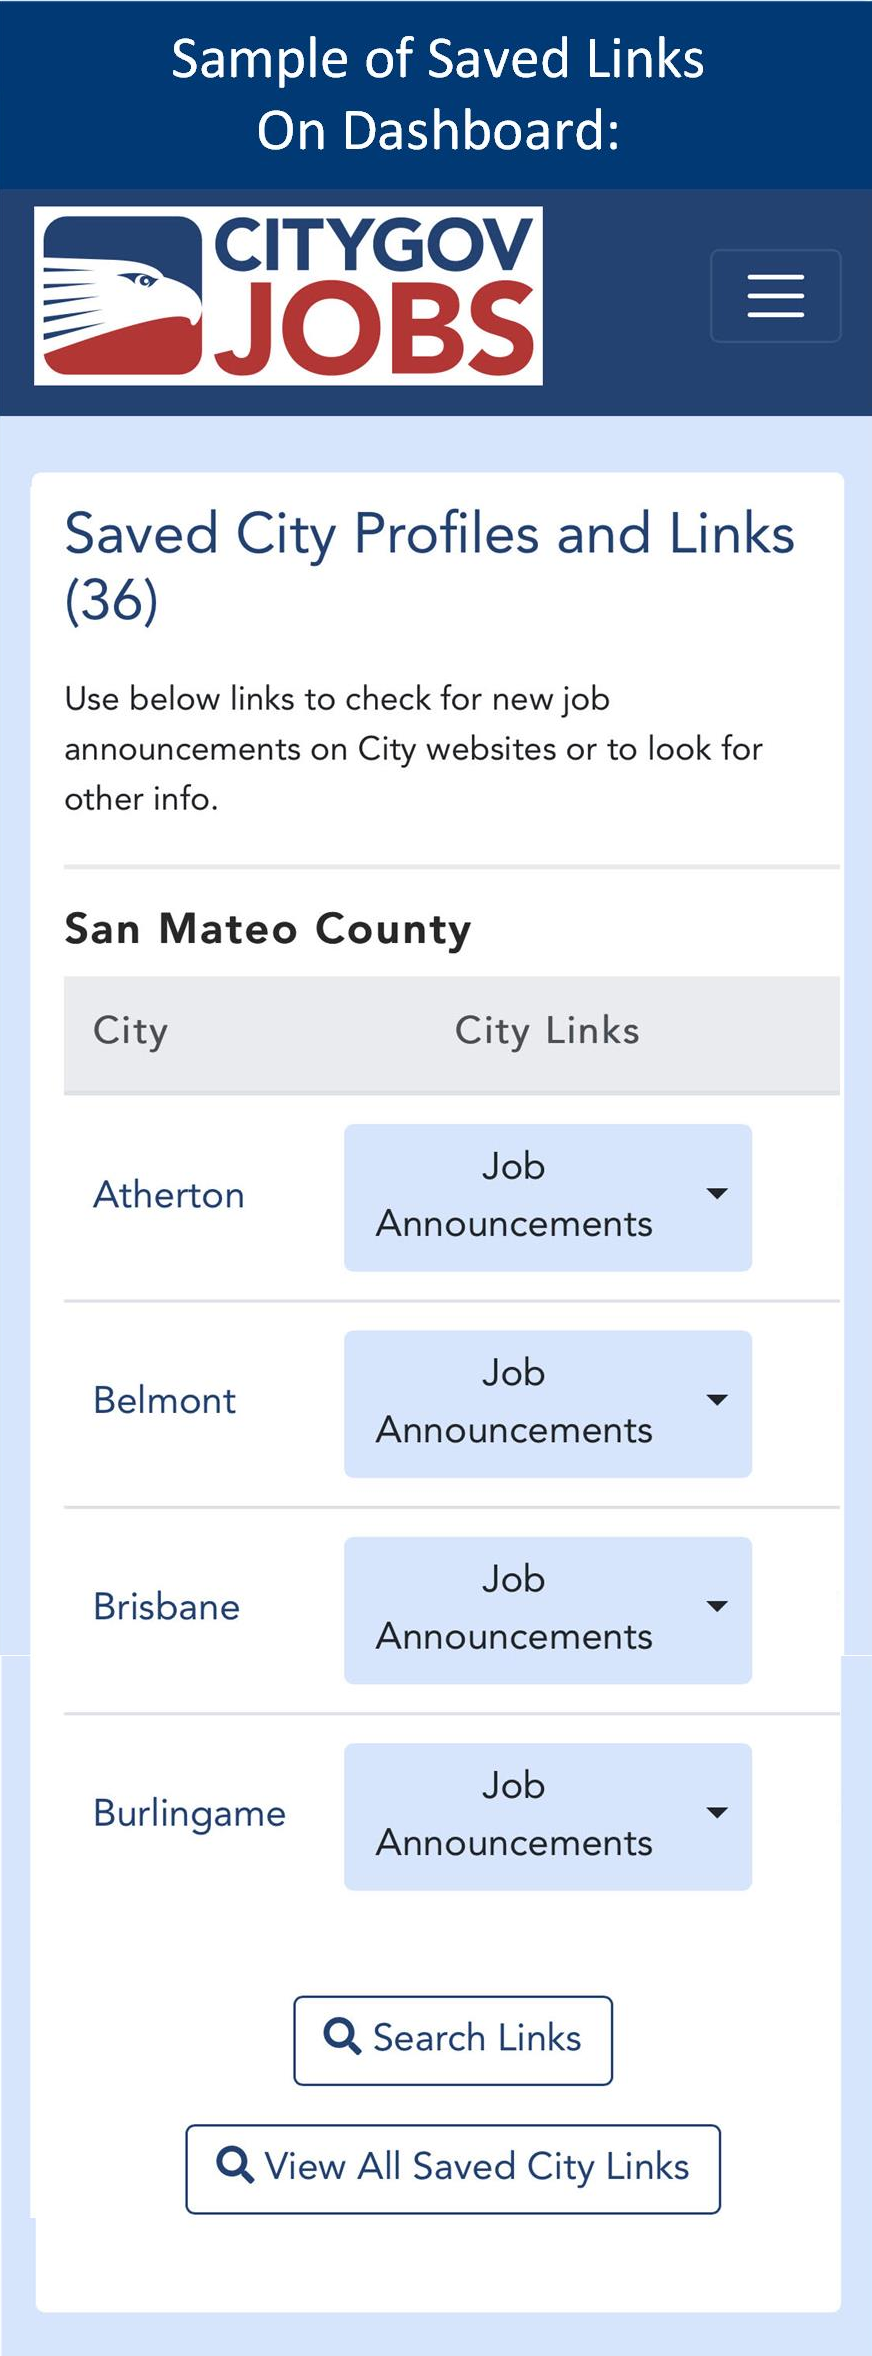 Sample of Saved Links
On Dashboard:
CITYGOV
JOBS
Saved City Profiles and Links
(36)
Use below links to check for new job
announcements on City websites or to look for
other info.
San Mateo County
City City Links
Atherton
Job
Announcements
Belmont
Job
Announcements
Brisbane
Job
Announcements
Burlingame
Job
Announcements
Search Links
View All Saved City Links